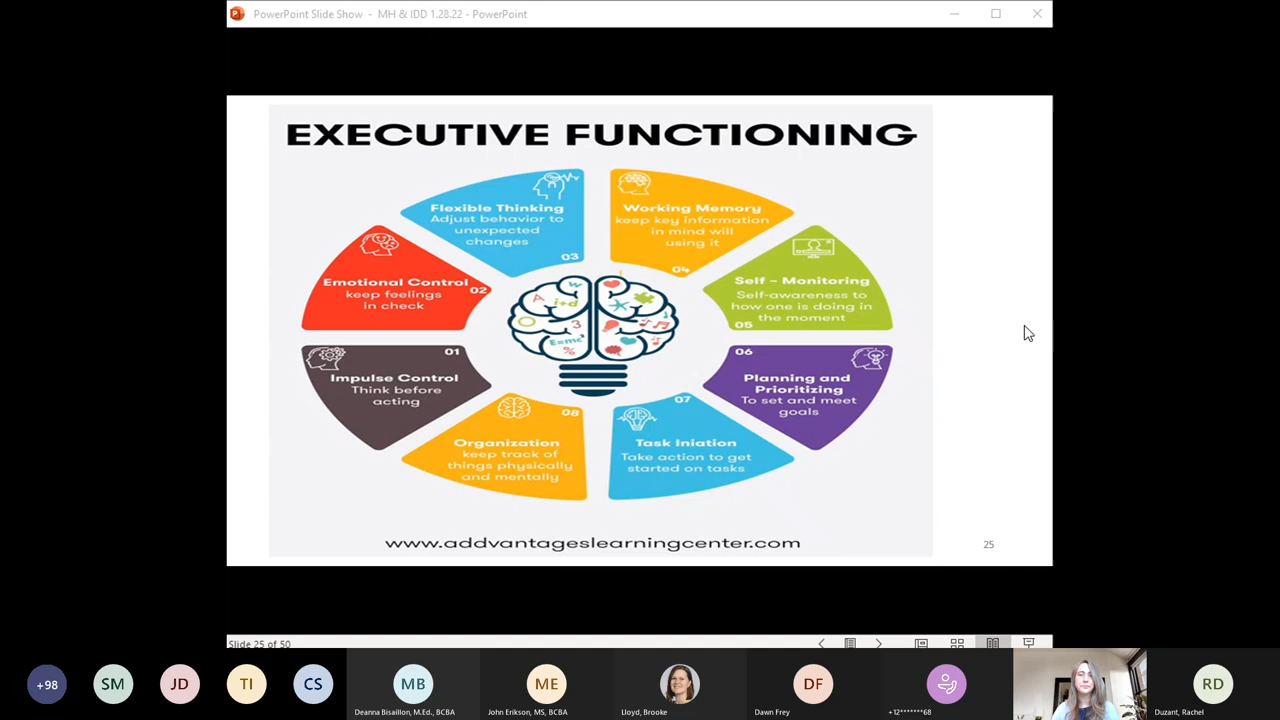 PowerPoint Slide Show - MH & IDD 1.28.22 - PowerPoint
EXECUTIVE FUNCTIONING
Flexible Thinking
Adjust behavior to
unexpected
changes
03
Working Memory
keep key information
in mind will
using it
04
Emotional Control
02
keep feelings
in check
Self - Monitoring
Self-awareness to
how one is doing in
the moment
05
01
Impulse Control
Think before
acting
06
Planning and
Prioritizing
To set and meet
goals
08
Organization
keep track of
things physically
and mentally
07
Task Iniation
Take action to get
started on tasks
A
w
i+d
3
E=mc²
%
www.addvantageslearningcenter.com
25
Slide 25 of 50
+98
SM
JD
TI
CS
MB
Deanna Bisaillon, M.Ed., BCBA
ME
John Erikson, MS, BCBA
Lloyd, Brooke
DF
Dawn Frey
+12*******68
RD
Duzant, Rachel